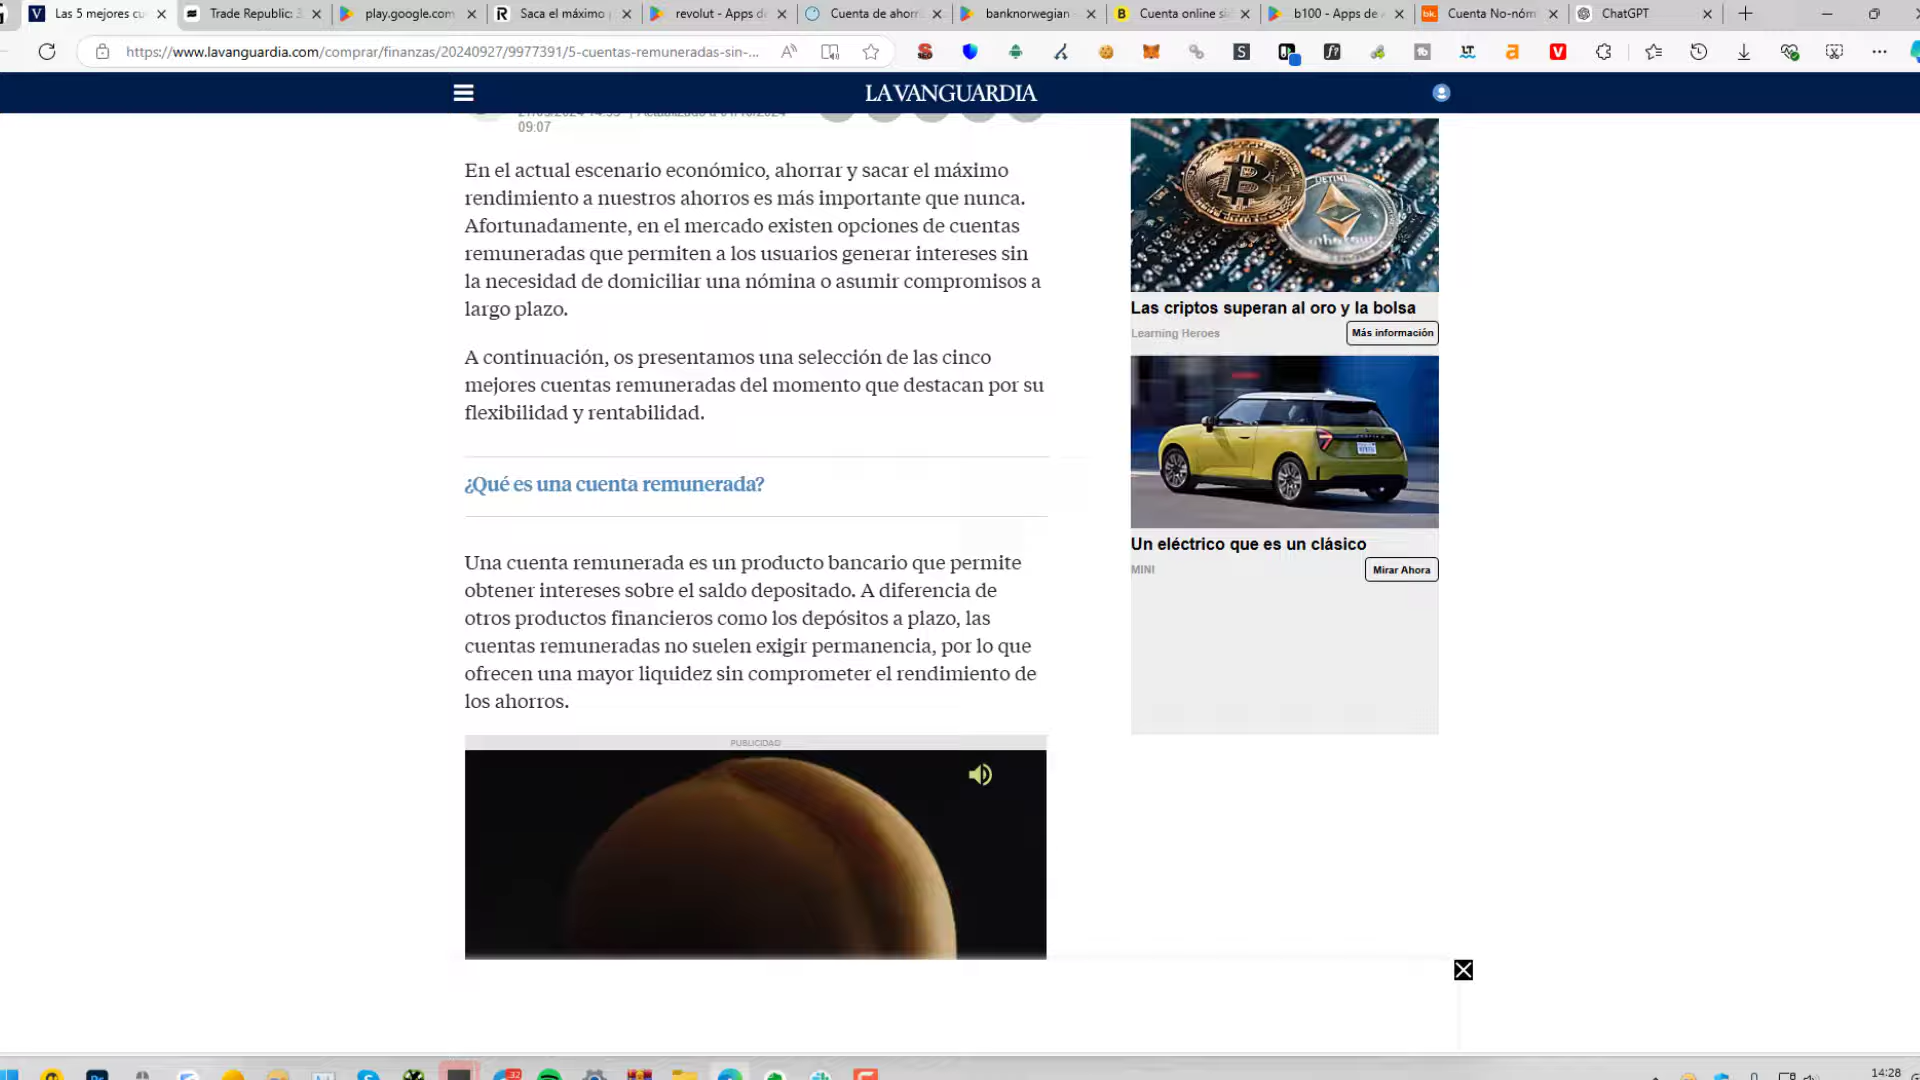 Las 5 mejores cu
Trade Republic: 3
play.google.com
Saca el máximo
revolut - Apps de
Cuenta de ahorr
banknorwegian -
Cuenta online si
b100 - Apps de
Cuenta No-nóm
ChatGPT
https://www.lavanguardia.com/comprar/finanzas/20240927/9977391/5-cuentas-remuneradas-sin-...
LA VANGUARDIA
09:07
En el actual escenario económico, ahorrar y sacar el máximo
rendimiento a nuestros ahorros es más importante que nunca.
Afortunadamente, en el mercado existen opciones de cuentas
remuneradas que permiten a los usuarios generar intereses sin
la necesidad de domiciliar una nómina o asumir compromisos a
largo plazo.
A continuación, os presentamos una selección de las cinco
mejores cuentas remuneradas del momento que destacan por su
flexibilidad y rentabilidad.
¿Qué es una cuenta remunerada?
Una cuenta remunerada es un producto bancario que permite
obtener intereses sobre el saldo depositado. A diferencia de
otros productos financieros como los depósitos a plazo, las
cuentas remuneradas no suelen exigir permanencia, por lo que
ofrecen una mayor liquidez sin comprometer el rendimiento de
los ahorros.
PUBLICIDAD
Las criptos superan al oro y la bolsa
Learning Heroes
Más información
Un eléctrico que es un clásico
MINI
Mirar Ahora
14:28